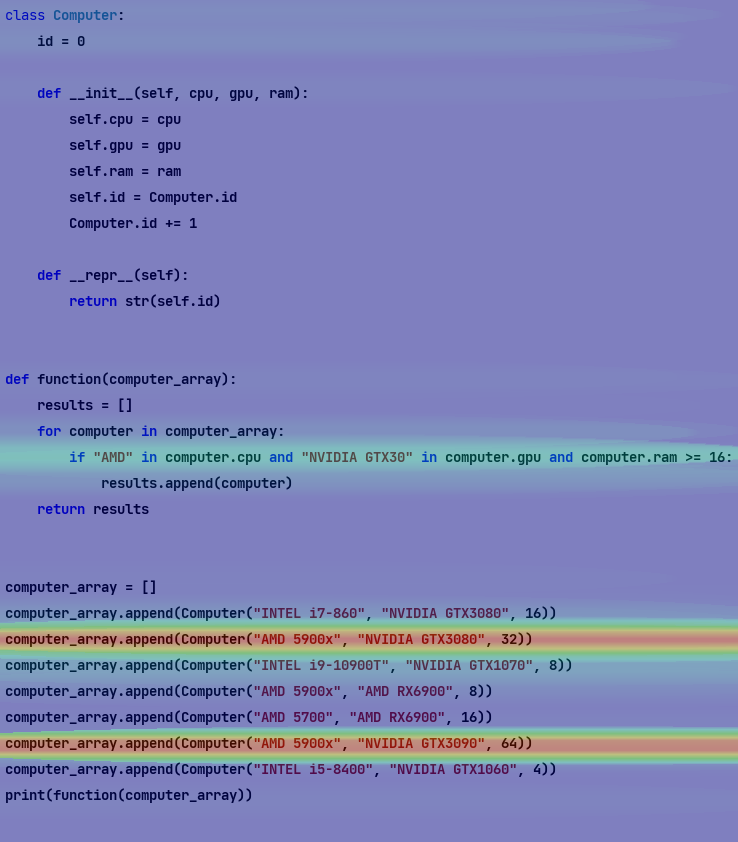 class Computer:
    id = 0
    def __init__(self, cpu, gpu, ram):
        self.cpu = cpu
        self.gpu = gpu
        self.ram = ram
        self.id = Computer.id
        Computer.id += 1
    def __repr__(self):
        return str(self.id)
def function(computer_array):
    results = []
    for computer in computer_array:
        if "AMD" in computer.cpu and "NVIDIA GTX30" in computer.gpu and computer.ram >= 16:
            results.append(computer)
    return results
computer_array = []
computer_array.append(Computer("INTEL i7-860", "NVIDIA GTX3080", 16))
computer_array.append(Computer("AMD 5900x", "NVIDIA GTX3080", 32))
computer_array.append(Computer("INTEL i9-10900T", "NVIDIA GTX1070", 8))
computer_array.append(Computer("AMD 5900x", "AMD RX6900", 8))
computer_array.append(Computer("AMD 5700", "AMD RX6900", 16))
computer_array.append(Computer("AMD 5900x", "NVIDIA GTX3090", 64))
computer_array.append(Computer("INTEL i5-8400", "NVIDIA GTX1060", 4))
print(function(computer_array))